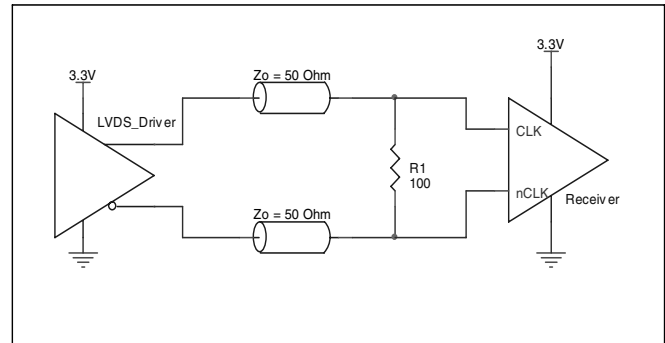 3.3V
LVDS_Driver
Zo = 50 Ohm
Zo = 50 Ohm
R1
100
3.3V
CLK
nCLK
Receiver